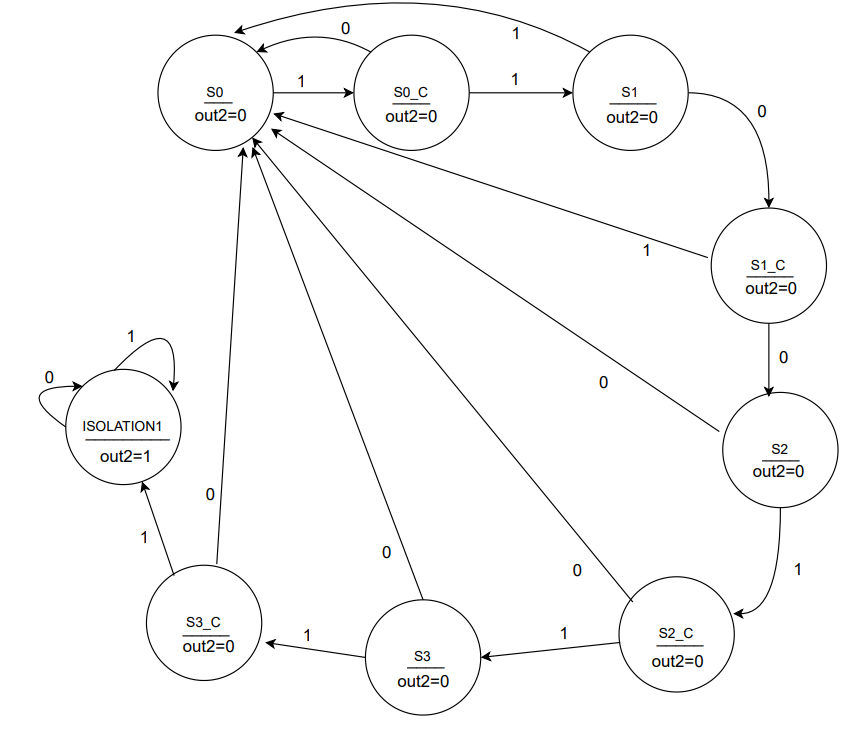 0
1
S0
out2=0
1
S0_C
out2=0
1
S1
out2=0
0
S1_C
out2=0
1
0
1
0
0
S2
out2=0
ISOLATION1
out2=1
0
1
0
0
1
S3_C
out2=0
1
S3
out2=0
1
S2_C
out2=0